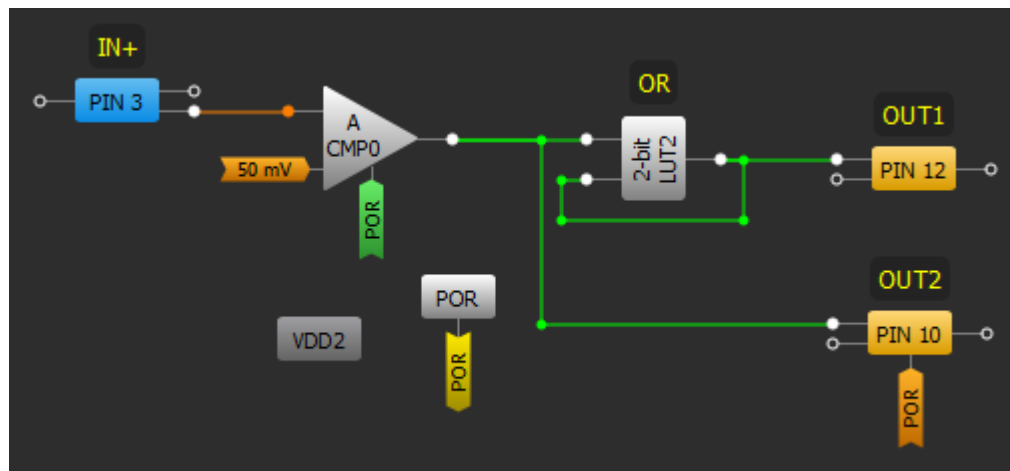 IN+
PIN 3
A
CMP0
50 mV
POR
OR
2-bit
LUT2
OUT1
PIN 12
POR
POR
VDD2
OUT2
PIN 10
POR